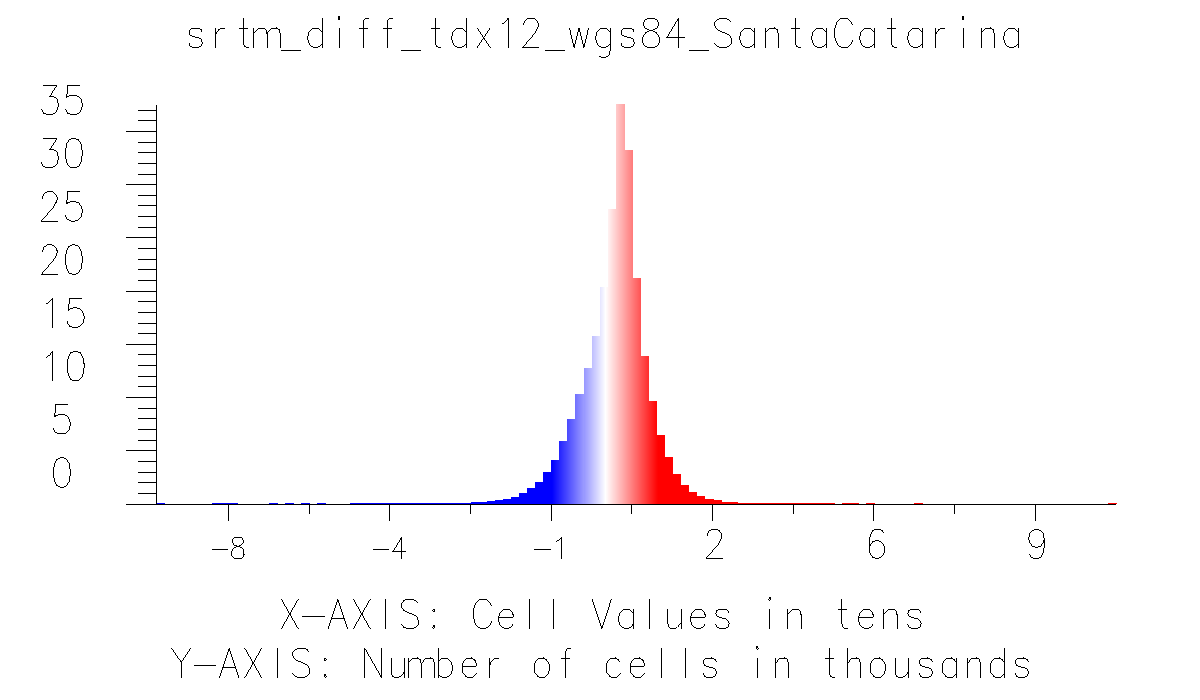 srtm_diff_tdx12_wgs84_SantaCatarina
35
30
25
20
15
10
5
0
-8 -4 -1 2 6 9
X-AXIS: Cell Values in tens
Y-AXIS: Number of cells in thousands